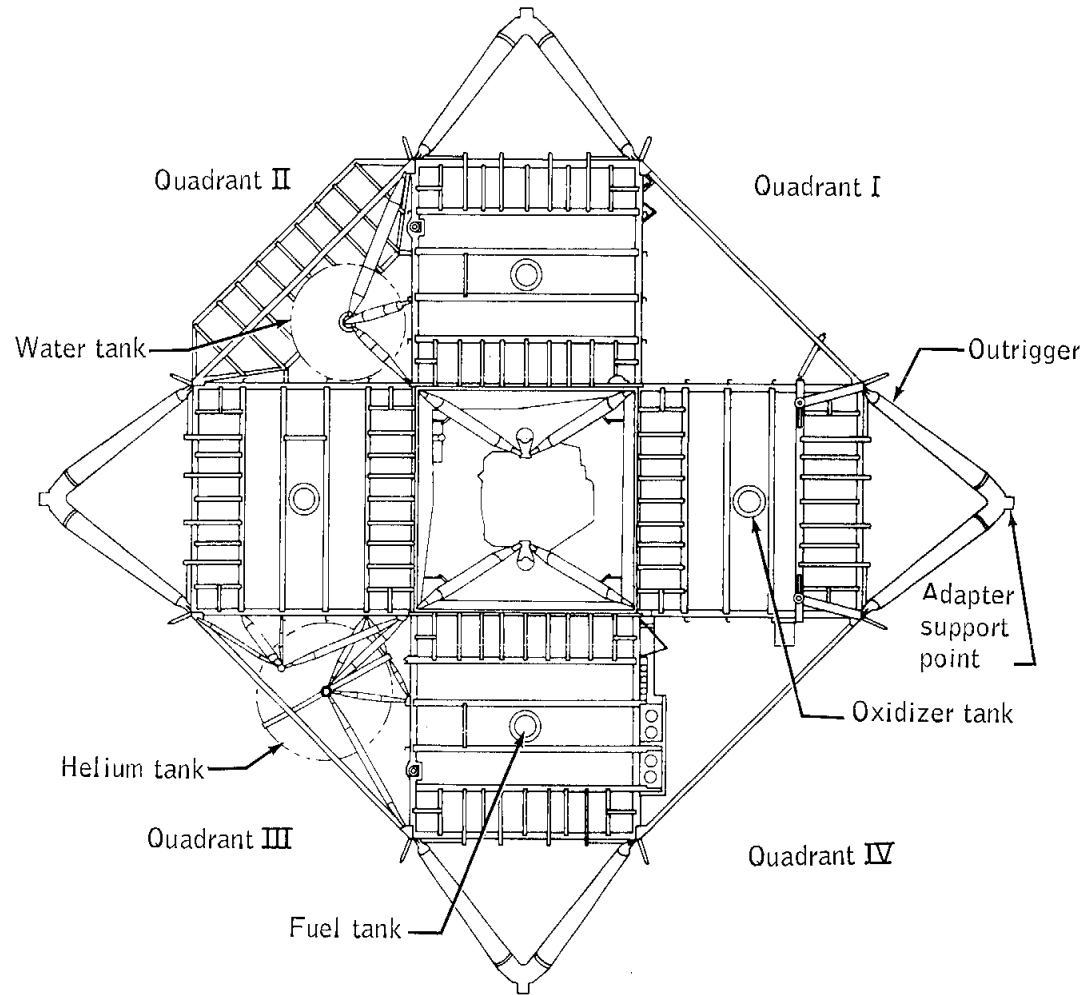 Quadrant II
Quadrant I
Water tank
Outrigger
Adapter
support
point
Oxidizer tank
Helium tank
Quadrant III
Quadrant IV
Fuel tank